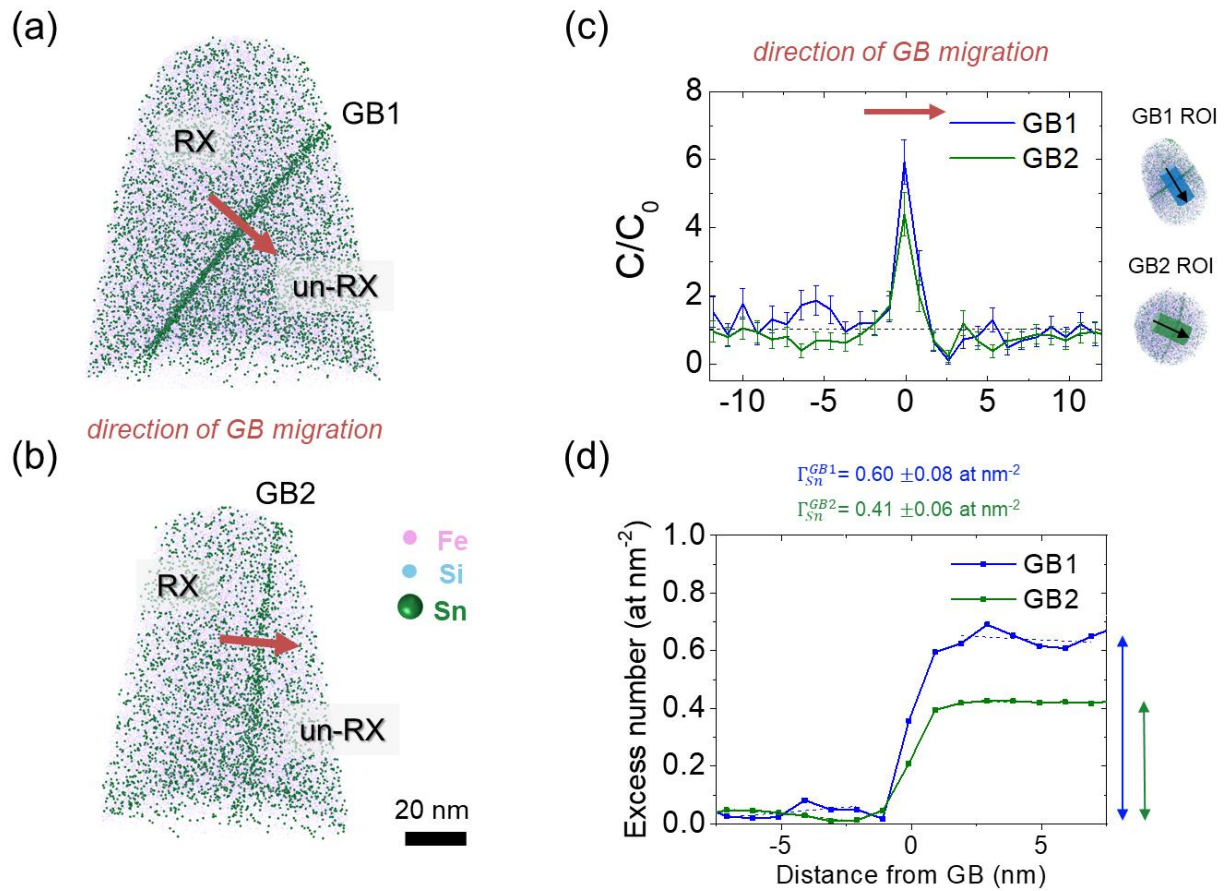 (a)
GB1
RX
un-RX
direction of GB migration
(b)
GB2
RX
un-RX
Fe
Si
Sn
20 nm
(c)
direction of GB migration
8
6
4
2
0
C/C0
GB1
GB2
-10
-5
0
5
10
GB1 ROI
GB2 ROI
(d)
Γ_Sn^GB1 = 0.60 ±0.08 at nm-2
Γ_Sn^GB2 = 0.41 ±0.06 at nm-2
1.0
0.8
0.6
0.4
0.2
0.0
Excess number (at nm-2)
GB1
GB2
-5
0
5
Distance from GB (nm)